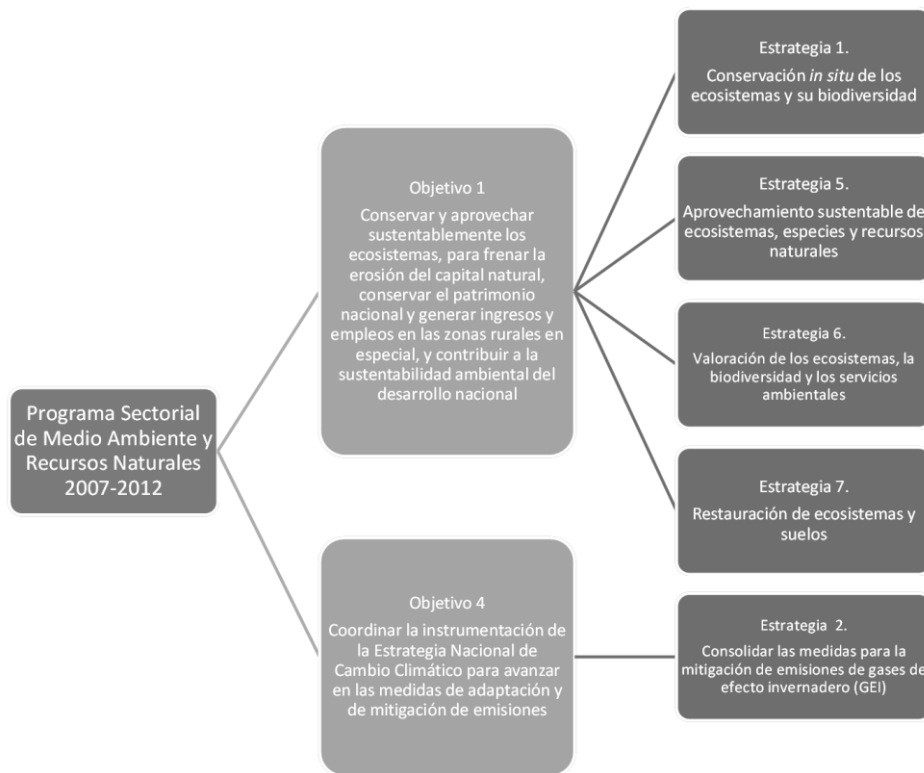 Programa Sectorial
de Medio Ambiente y
Recursos Naturales
2007-2012
Objetivo 1
Conservar y aprovechar
sustentablemente los
ecosistemas, para frenar la
erosión del capital natural,
conservar el patrimonio
nacional y generar ingresos y
empleos en las zonas rurales en
especial, y contribuir a la
sustentabilidad ambiental del
desarrollo nacional
Estrategia 1.
Conservación in situ de los
ecosistemas y su biodiversidad
Estrategia 5.
Aprovechamiento sustentable de
ecosistemas, especies y recursos
naturales
Estrategia 6.
Valoración de los ecosistemas, la
biodiversidad y los servicios
ambientales
Estrategia 7.
Restauración de ecosistemas y
suelos
Objetivo 4
Coordinar la instrumentación de
la Estrategia Nacional de
Cambio Climático para avanzar
en las medidas de adaptación y
de mitigación de emisiones
Estrategia 2.
Consolidar las medidas para la
mitigación de emisiones de gases de
efecto invernadero (GEI)